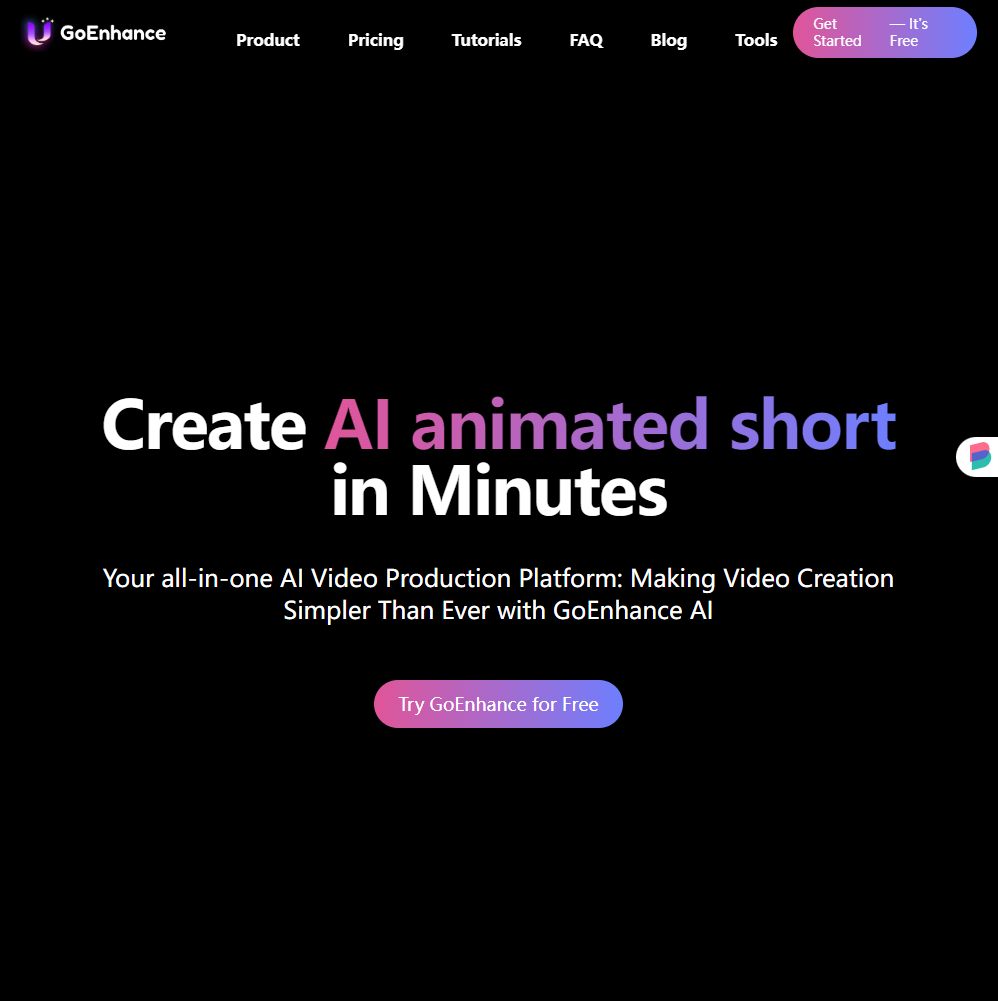 GoEnhance
Product
Pricing
Tutorials
FAQ
Blog
Tools
Get Started
— It's Free
Create AI animated short
in Minutes
Your all-in-one AI Video Production Platform: Making Video Creation
Simpler Than Ever with GoEnhance AI
Try GoEnhance for Free